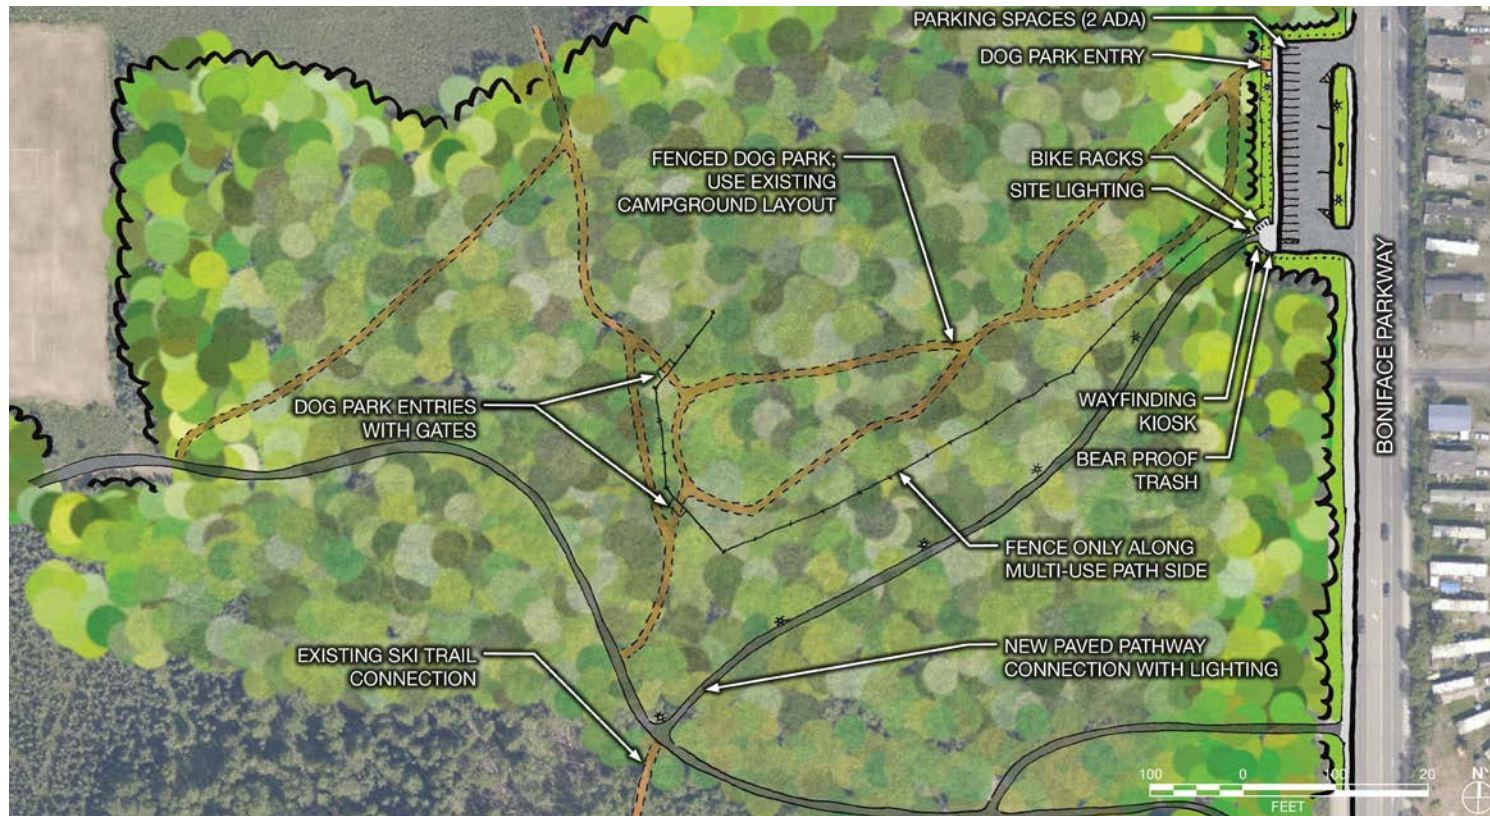 PARKING SPACES (2 ADA)
DOG PARK ENTRY
FENCED DOG PARK;
USE EXISTING
CAMPGROUND LAYOUT
BIKE RACKS
SITE LIGHTING
BONIFACE PARKWAY
DOG PARK ENTRIES
WITH GATES
WAYFINDING
KIOSK
BEAR PROOF
TRASH
FENCE ONLY ALONG
MULTI-USE PATH SIDE
EXISTING SKI TRAIL
CONNECTION
NEW PAVED PATHWAY
CONNECTION WITH LIGHTING
100 0 100 20
FEET
N